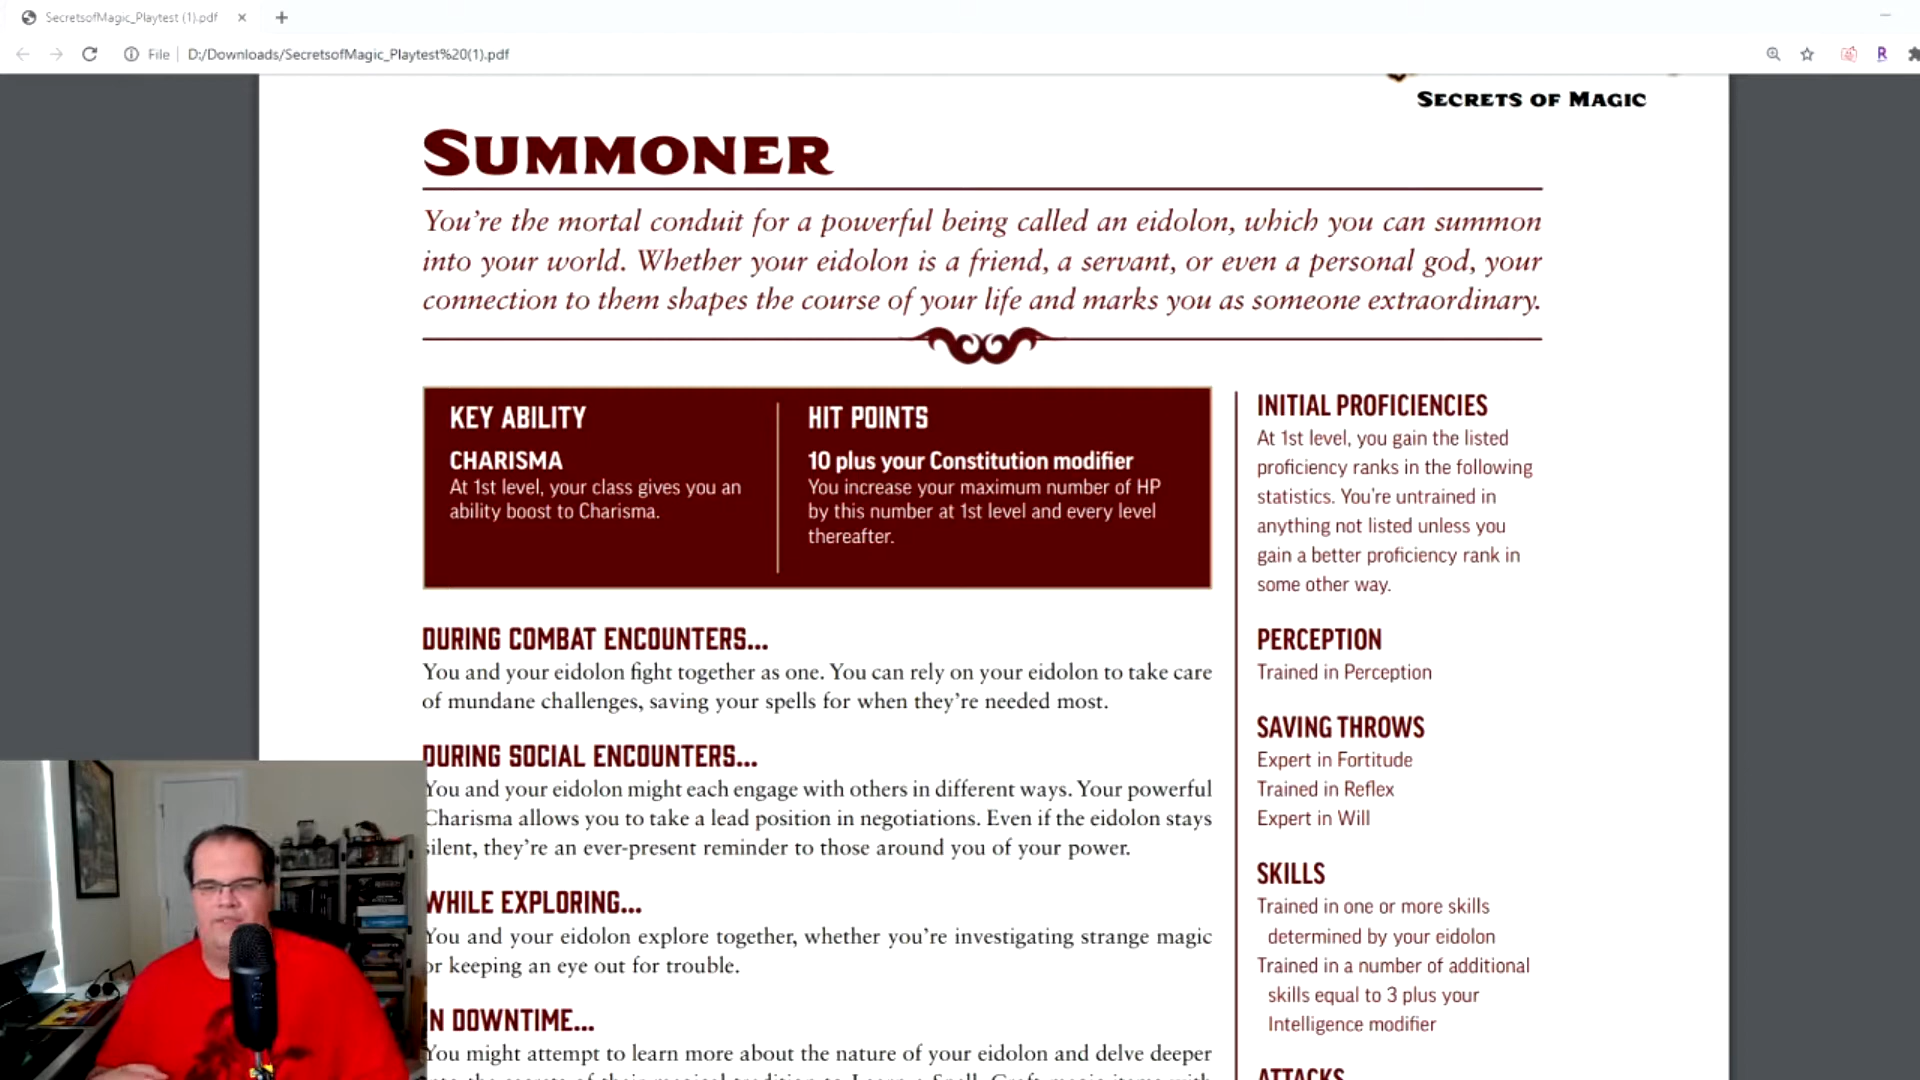 SecretsofMagic_Playtest (1).pdf
File
D:/Downloads/SecretsofMagic_Playtest%20(1).pdf
SECRETS OF MAGIC
SUMMONER
You're the mortal conduit for a powerful being called an eidolon, which you can summon
into your world. Whether your eidolon is a friend, a servant, or even a personal god, your
connection to them shapes the course of your life and marks you as someone extraordinary.
KEY ABILITY
CHARISMA
At 1st level, your class gives you an
ability boost to Charisma.
HIT POINTS
10 plus your Constitution modifier
You increase your maximum number of HP
by this number at 1st level and every level
thereafter.
DURING COMBAT ENCOUNTERS...
You and your eidolon fight together as one. You can rely on your eidolon to take care
of mundane challenges, saving your spells for when they're needed most.
DURING SOCIAL ENCOUNTERS...
You and your eidolon might each engage with others in different ways. Your powerful
Charisma allows you to take a lead position in negotiations. Even if the eidolon stays
silent, they're an ever-present reminder to those around you of your power.
WHILE EXPLORING...
You and your eidolon explore together, whether you're investigating strange magic
or keeping an eye out for trouble.
IN DOWNTIME...
You might attempt to learn more about the nature of your eidolon and delve deeper
INITIAL PROFICIENCIES
At 1st level, you gain the listed
proficiency ranks in the following
statistics. You're untrained in
anything not listed unless you
gain a better proficiency rank in
some other way.
PERCEPTION
Trained in Perception
SAVING THROWS
Expert in Fortitude
Trained in Reflex
Expert in Will
SKILLS
Trained in one or more skills
determined by your eidolon
Trained in a number of additional
skills equal to 3 plus your
Intelligence modifier
ATTACKS